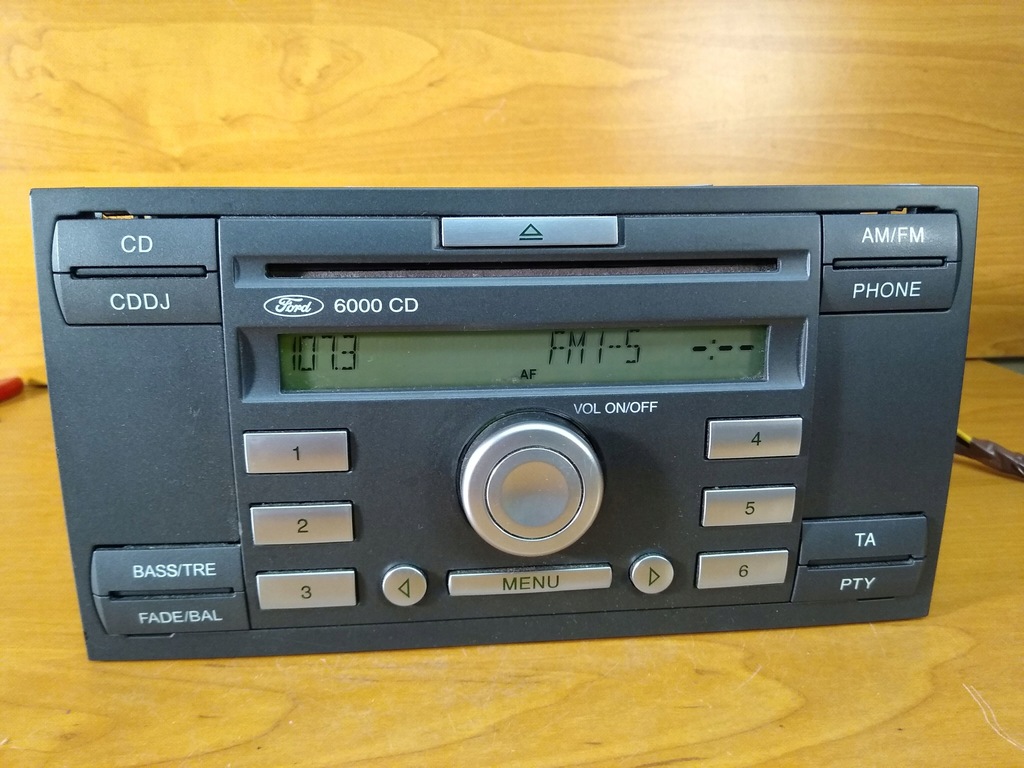 CD
CDDJ
AM/FM
PHONE
Ford 6000 CD
107.3 FM1-5 -:--
AF
VOL ON/OFF
1
2
3
4
5
6
MENU
BASS/TRE
FADE/BAL
TA
PTY